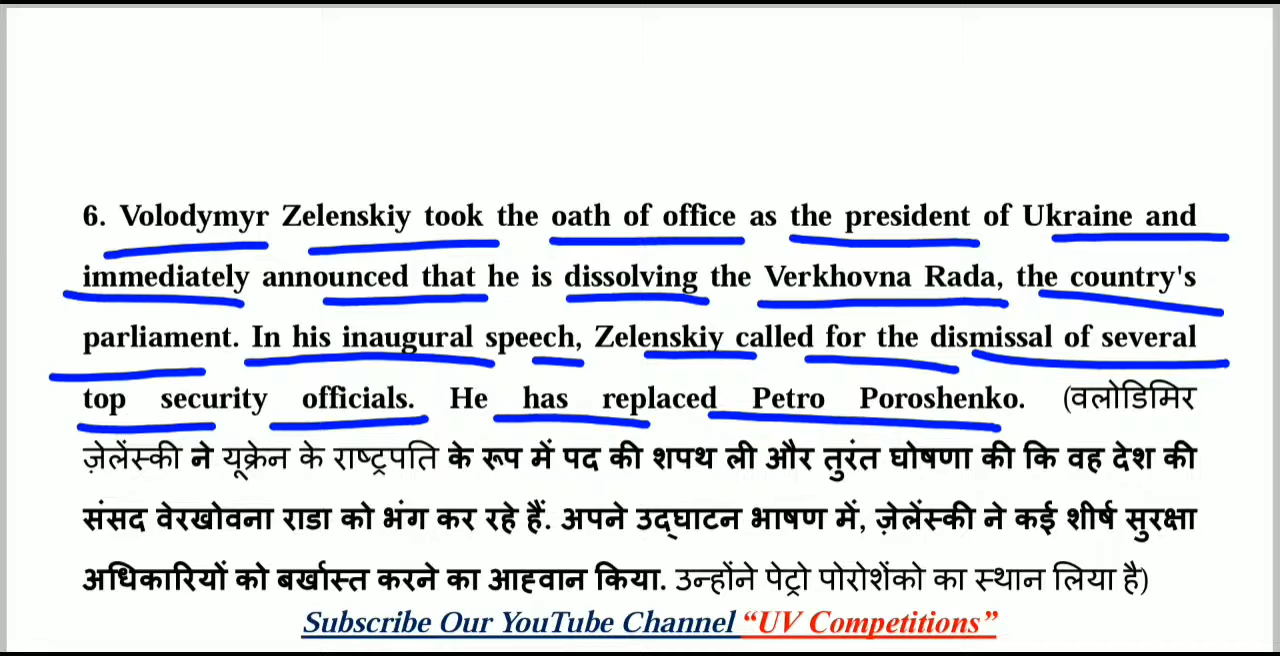 6. Volodymyr Zelenskiy took the oath of office as the president of Ukraine and
immediately announced that he is dissolving the Verkhovna Rada, the country's
parliament. In his inaugural speech, Zelenskiy called for the dismissal of several
top security officials. He has replaced Petro Poroshenko. (वलोडिमिर
ज़ेलेंस्की ने यूक्रेन के राष्ट्रपति के रूप में पद की शपथ ली और तुरंत घोषणा की कि वह देश की
संसद वेरखोवना राडा को भंग कर रहे हैं. अपने उद्घाटन भाषण में, ज़ेलेंस्की ने कई शीर्ष सुरक्षा
अधिकारियों को बर्खास्त करने का आह्वान किया. उन्होंने पेट्रो पोरोशेंको का स्थान लिया है)
Subscribe Our YouTube Channel “UV Competitions”